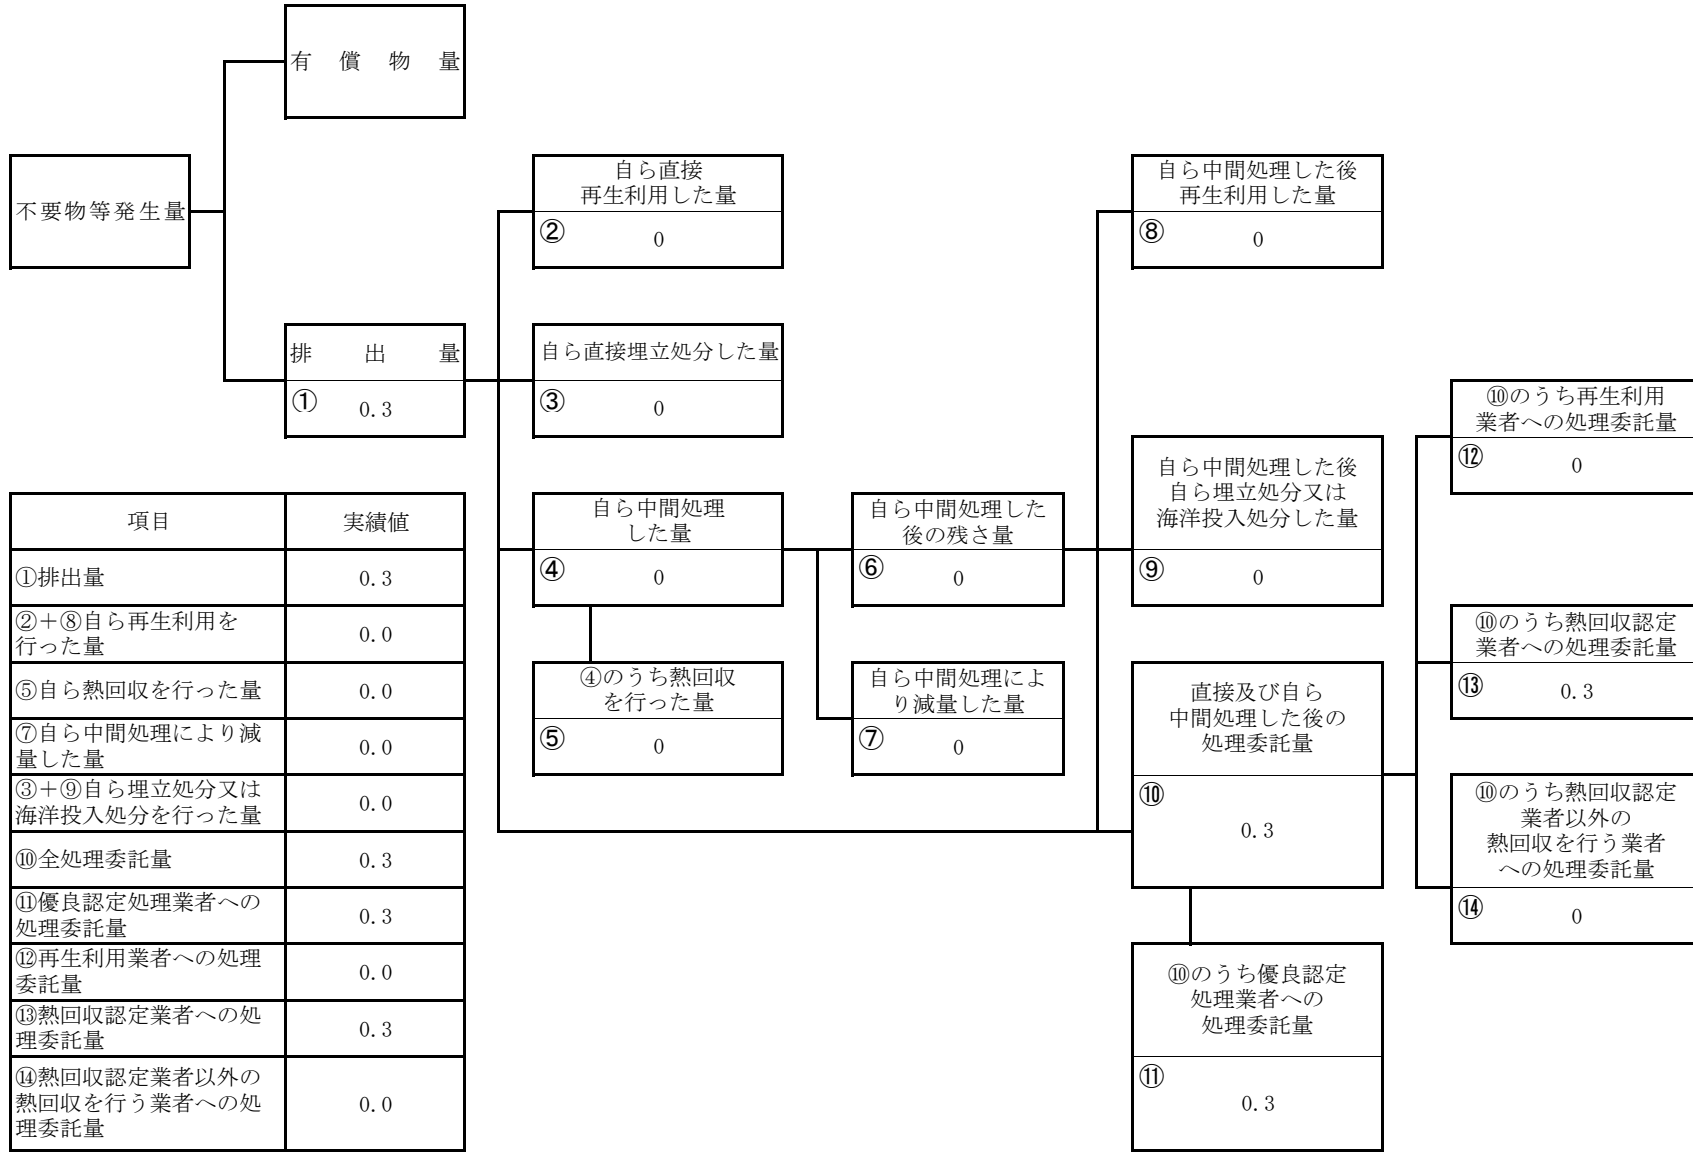 有償物量
不要物等発生量
排出量
①
0.3
自ら直接
再生利用した量
②
0
自ら直接埋立処分した量
③
0
自ら中間処理
した量
④
0
④のうち熱回収
を行った量
⑤
0
自ら中間処理した
後の残さ量
⑥
0
自ら中間処理によ
り減量した量
⑦
0
自ら中間処理した後
再生利用した量
⑧
0
自ら中間処理した後
自ら埋立処分又は
海洋投入処分した量
⑨
0
直接及び自ら
中間処理した後の
処理委託量
⑩
0.3
⑩のうち優良認定
処理業者への
処理委託量
⑪
0.3
⑩のうち再生利用
業者への処理委託量
⑫
0
⑩のうち熱回収認定
業者への処理委託量
⑬
0.3
⑩のうち熱回収認定
業者以外の
熱回収を行う業者
への処理委託量
⑭
0
項目 実績値
①排出量 0.3
②+⑧自ら再生利用を
行った量 0.0
⑤自ら熱回収を行った量 0.0
⑦自ら中間処理により減
量した量 0.0
③+⑨自ら埋立処分又は
海洋投入処分を行った量 0.0
⑩全処理委託量 0.3
⑪優良認定処理業者への
処理委託量 0.3
⑫再生利用業者への処理
委託量 0.0
⑬熱回収認定業者への処
理委託量 0.3
⑭熱回収認定業者以外の
熱回収を行う業者への処
理委託量 0.0